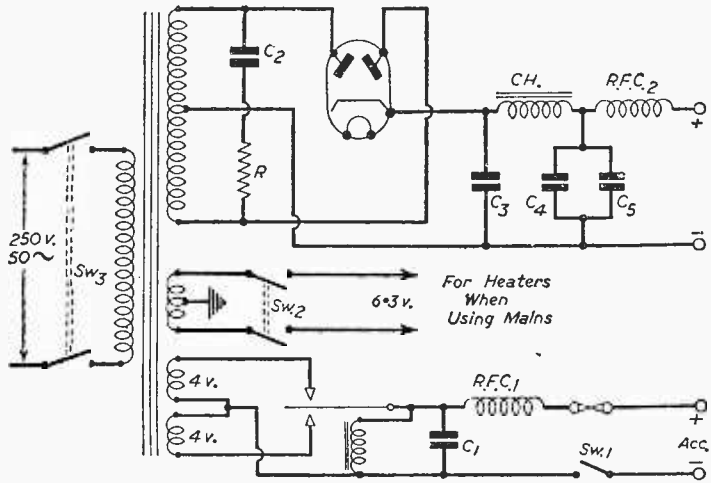 C2
R
CH.
R.F.C.2
+
C3
C4
C5
−
250 v.
50~
Sw3
Sw.2
6·3 v.
For Heaters
When
Using Mains
4 v.
4 v.
R.F.C.1
+
C1
Sw.1
Acc.
−